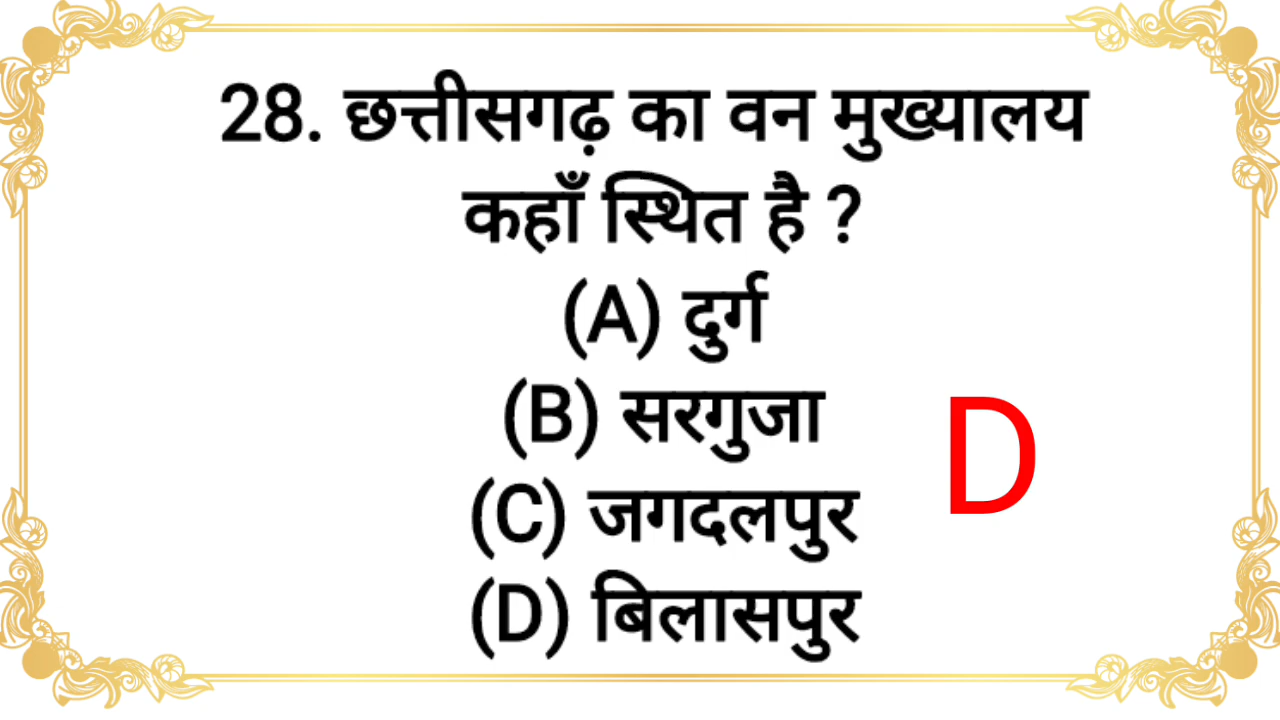 28. छत्तीसगढ़ का वन मुख्यालय
कहाँ स्थित है ?
(A) दुर्ग
(B) सरगुजा
(C) जगदलपुर
(D) बिलासपुर
D